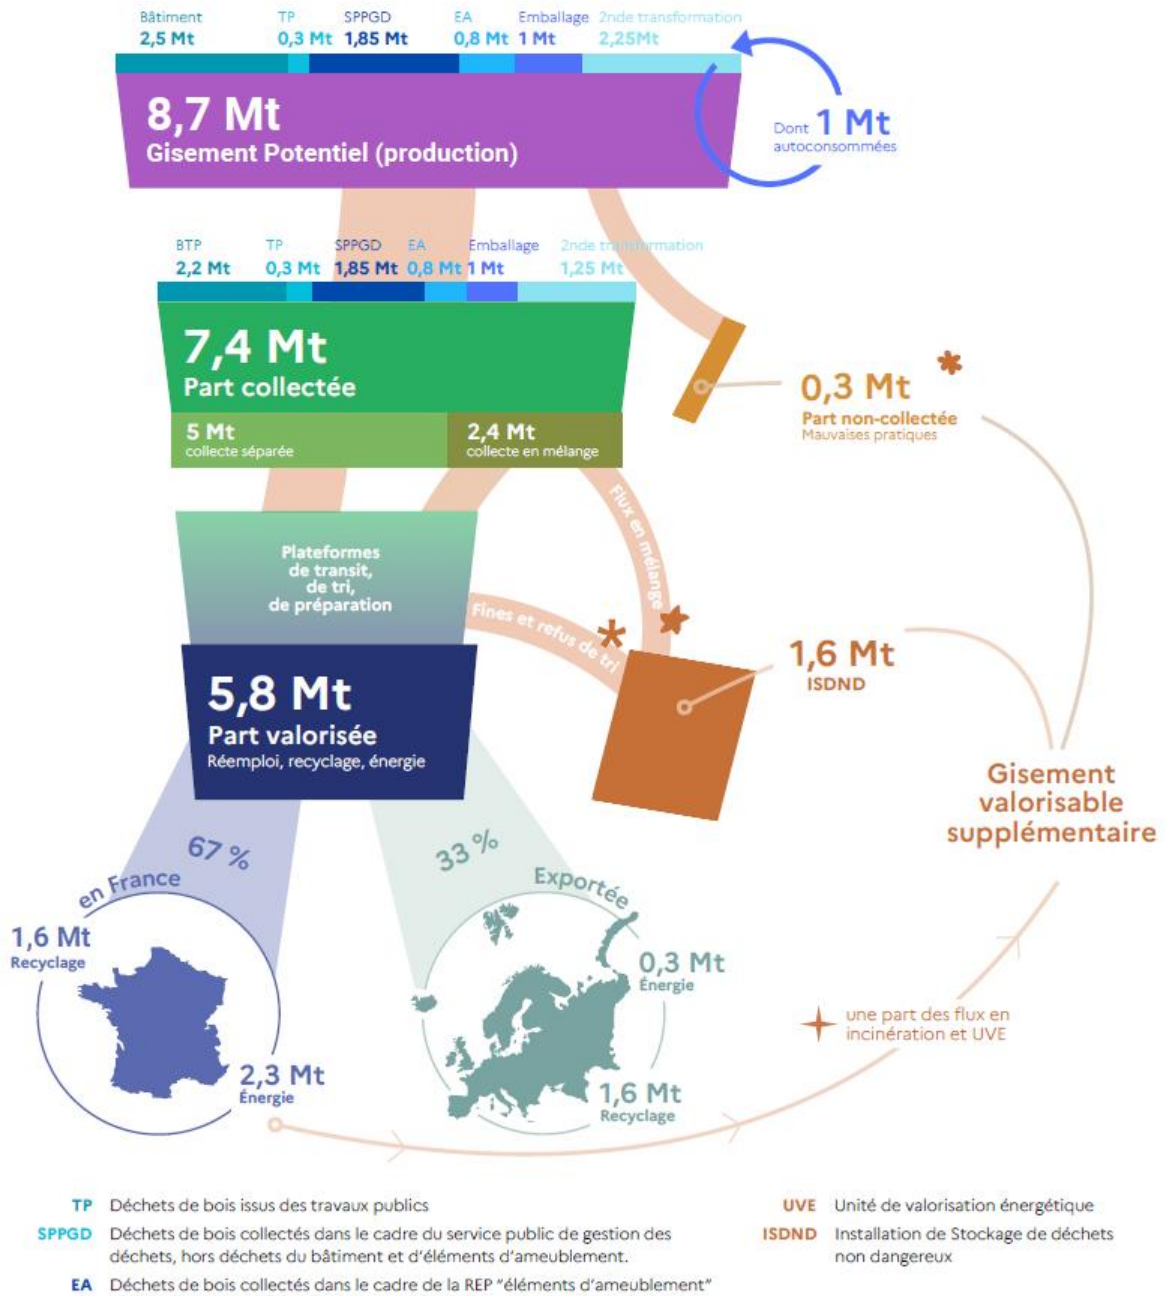 Bâtiment TP SPPGD EA Emballage 2nde transformation
2,5 Mt 0,3 Mt 1,85 Mt 0,8 Mt 1 Mt 2,25Mt
8,7 Mt
Gisement Potentiel (production)
Dont 1 Mt
autoconsommées
BTP TP SPPGD EA Emballage 2nde transformation
2,2 Mt 0,3 Mt 1,85 Mt 0,8 Mt 1 Mt 1,25 Mt
7,4 Mt
Part collectée
5 Mt
collecte séparée
2,4 Mt
collecte en mélange
0,3 Mt
Part non-collectée
Mauvaises pratiques
Flux en mélange
Plateformes
de transit,
de tri,
de préparation
Fines et refus de tri
1,6 Mt
ISDND
5,8 Mt
Part valorisée
Réemploi, recyclage, énergie
Gisement
valorisable
supplémentaire
67 %
en France
33 %
Exportée
1,6 Mt
Recyclage
2,3 Mt
Énergie
0,3 Mt
Énergie
1,6 Mt
Recyclage
une part des flux en
incinération et UVE
TP Déchets de bois issus des travaux publics
SPPGD Déchets de bois collectés dans le cadre du service public de gestion des
déchets, hors déchets du bâtiment et d'éléments d'ameublement.
EA Déchets de bois collectés dans le cadre de la REP "éléments d'ameublement"
UVE Unité de valorisation énergétique
ISDND Installation de Stockage de déchets
non dangereux